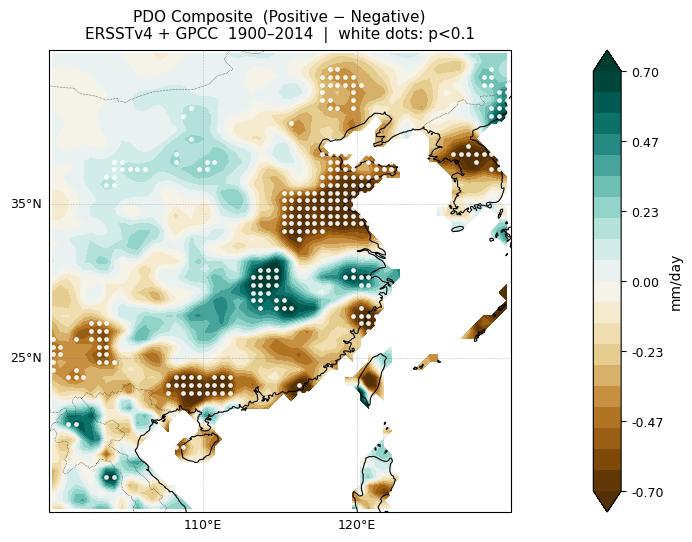 PDO Composite  (Positive − Negative)
ERSSTv4 + GPCC  1900–2014  |  white dots: p<0.1
0.70
0.47
35°N
0.23
0.00
mm/day
25°N
-0.23
-0.47
-0.70
110°E
120°E